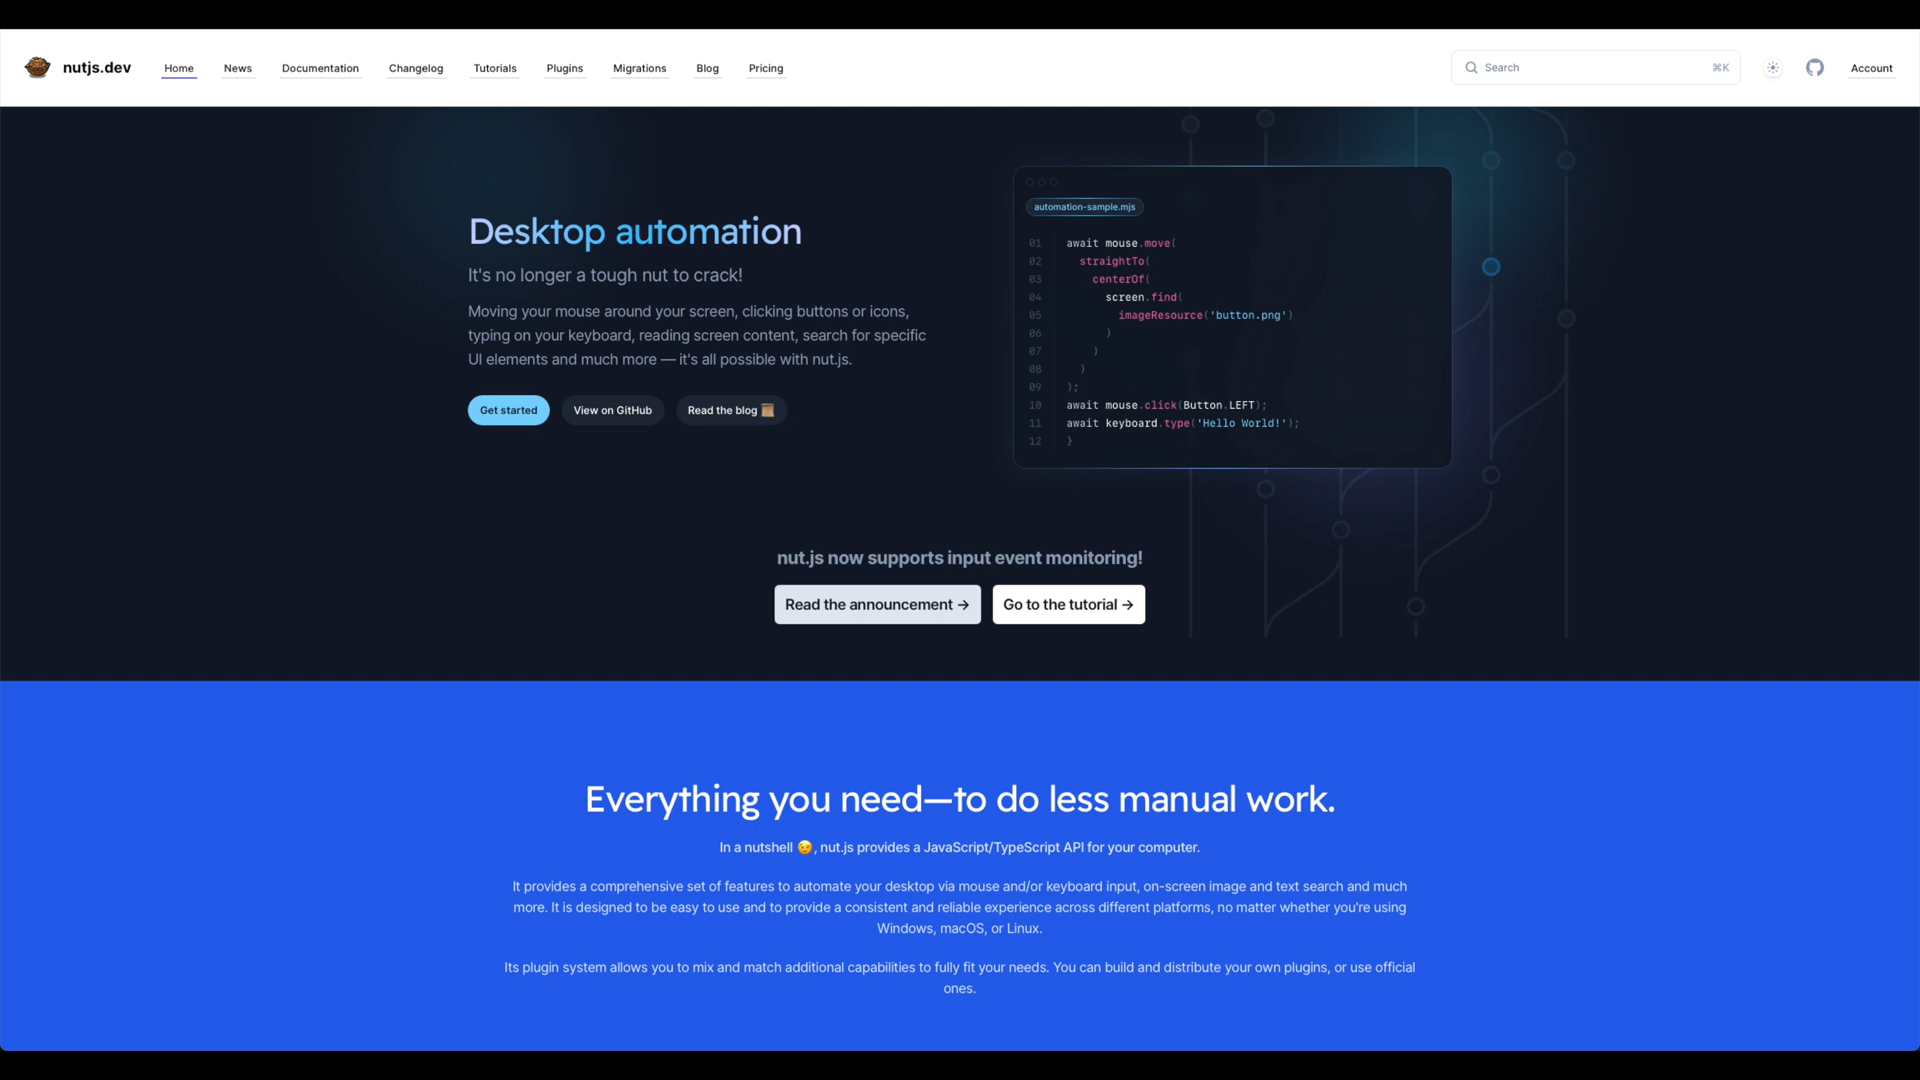 nutjs.dev
Home
News
Documentation
Changelog
Tutorials
Plugins
Migrations
Blog
Pricing
Search
⌘K
Account
Desktop automation
It's no longer a tough nut to crack!
Moving your mouse around your screen, clicking buttons or icons,
typing on your keyboard, reading screen content, search for specific
UI elements and much more — it's all possible with nut.js.
Get started
View on GitHub
Read the blog
automation-sample.mjs
01 await mouse.move(
02 straightTo(
03 centerOf(
04 screen.find(
05 imageResource('button.png')
06 )
07 )
08 )
09 );
10 await mouse.click(Button.LEFT);
11 await keyboard.type('Hello World!');
12 }
nut.js now supports input event monitoring!
Read the announcement →
Go to the tutorial →
Everything you need—to do less manual work.
In a nutshell 😉, nut.js provides a JavaScript/TypeScript API for your computer.
It provides a comprehensive set of features to automate your desktop via mouse and/or keyboard input, on-screen image and text search and much
more. It is designed to be easy to use and to provide a consistent and reliable experience across different platforms, no matter whether you're using
Windows, macOS, or Linux.
Its plugin system allows you to mix and match additional capabilities to fully fit your needs. You can build and distribute your own plugins, or use official
ones.